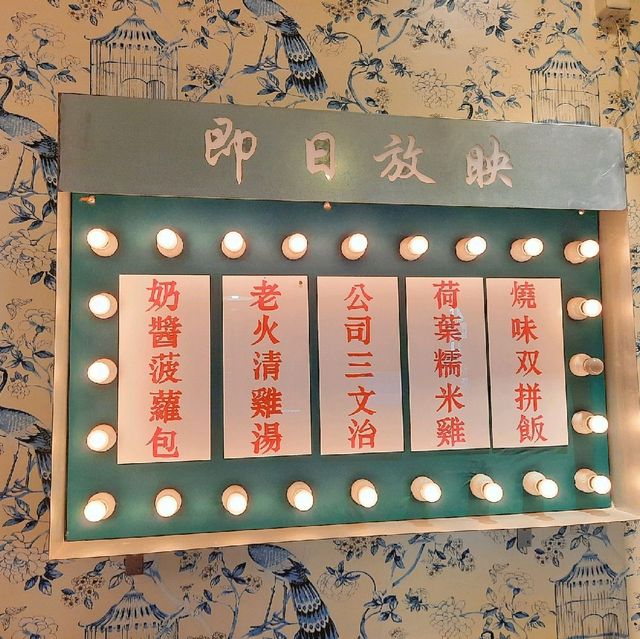 即日放映
奶醬菠蘿包
老火清雞湯
公司三文治
荷葉糯米雞
燒味双拼飯